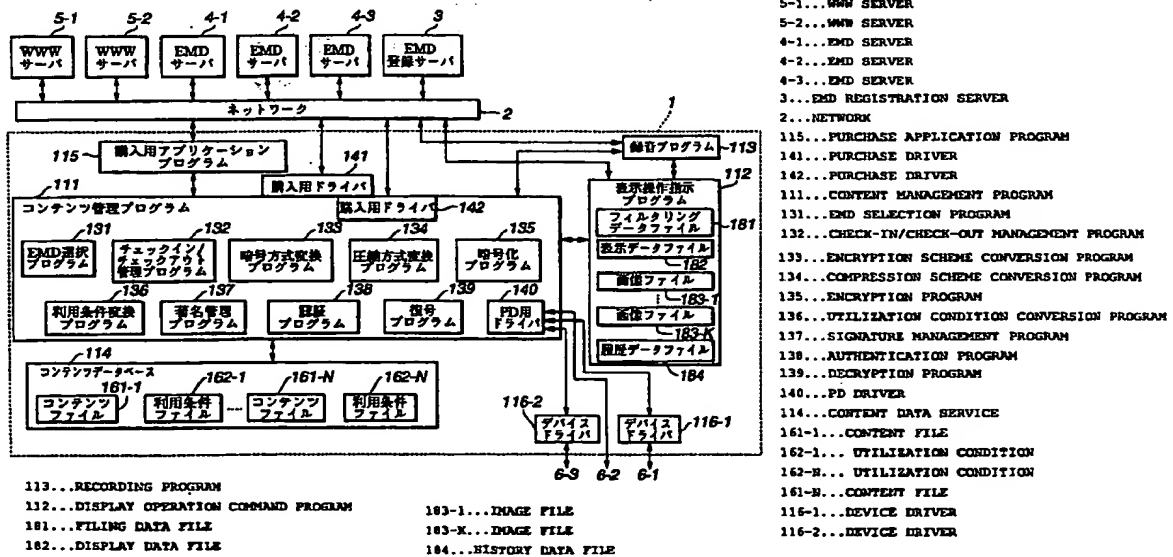 5-1
5-2
4-1
4-2
4-3
3
WWW
サーバ
WWW
サーバ
EMD
サーバ
EMD
サーバ
EMD
サーバ
EMD
登録サーバ
ネットワーク
2
1
115
購入用アプリケーション
プログラム
141
録音プログラム
113
111
購入用ドライバ
112
コンテンツ管理プログラム
購入用ドライバ
142
表示操作指示
プログラム
131
132
133
134
135
フィルタリング
データファイル
181
EMD選択
プログラム
チェックイン/
チェックアウト
管理プログラム
暗号方式変換
プログラム
圧縮方式変換
プログラム
暗号化
プログラム
表示データファイル
182
136
137
138
139
140
画像ファイル
183-1
利用条件変換
プログラム
署名管理
プログラム
認証
プログラム
復号
プログラム
PD用
ドライバ
画像ファイル
183-K
履歴データファイル
184
114
コンテンツデータベース
161-1
162-1
161-N
162-N
コンテンツ
ファイル
利用条件
ファイル
コンテンツ
ファイル
利用条件
ファイル
116-2
デバイス
ドライバ
デバイス
ドライバ
116-1
6-3
6-2
6-1
113...RECORDING PROGRAM
112...DISPLAY OPERATION COMMAND PROGRAM
181...FILING DATA FILE
182...DISPLAY DATA FILE
183-1...IMAGE FILE
183-K...IMAGE FILE
184...HISTORY DATA FILE
5-1...WWW SERVER
5-2...WWW SERVER
4-1...EMD SERVER
4-2...EMD SERVER
4-3...EMD SERVER
3...EMD REGISTRATION SERVER
2...NETWORK
115...PURCHASE APPLICATION PROGRAM
141...PURCHASE DRIVER
142...PURCHASE DRIVER
111...CONTENT MANAGEMENT PROGRAM
131...EMD SELECTION PROGRAM
132...CHECK-IN/CHECK-OUT MANAGEMENT PROGRAM
133...ENCRYPTION SCHEME CONVERSION PROGRAM
134...COMPRESSION SCHEME CONVERSION PROGRAM
135...ENCRYPTION PROGRAM
136...UTILIZATION CONDITION CONVERSION PROGRAM
137...SIGNATURE MANAGEMENT PROGRAM
138...AUTHENTICATION PROGRAM
139...DECRYPTION PROGRAM
140...PD DRIVER
114...CONTENT DATA SERVICE
161-1...CONTENT FILE
162-1... UTILIZATION CONDITION
162-N... UTILIZATION CONDITION
161-N...CONTENT FILE
116-1...DEVICE DRIVER
116-2...DEVICE DRIVER